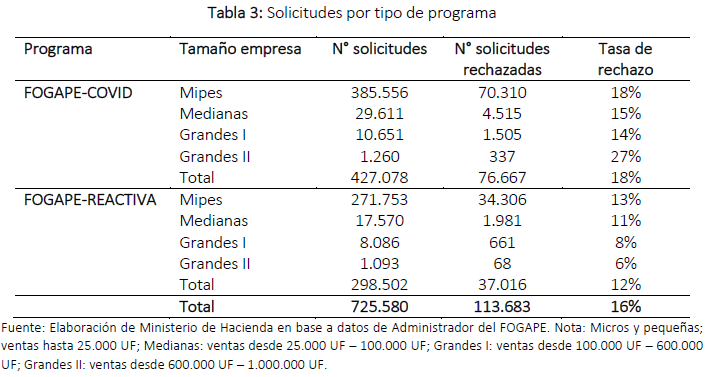 Tabla 3: Solicitudes por tipo de programa
Programa Tamaño empresa N° solicitudes N° solicitudes rechazadas Tasa de rechazo
FOGAPE-COVID Mipes 385.556 70.310 18%
Medianas 29.611 4.515 15%
Grandes I 10.651 1.505 14%
Grandes II 1.260 337 27%
Total 427.078 76.667 18%
FOGAPE-REACTIVA Mipes 271.753 34.306 13%
Medianas 17.570 1.981 11%
Grandes I 8.086 661 8%
Grandes II 1.093 68 6%
Total 298.502 37.016 12%
Total 725.580 113.683 16%
Fuente: Elaboración de Ministerio de Hacienda en base a datos de Administrador del FOGAPE. Nota: Micros y pequeñas;
ventas hasta 25.000 UF; Medianas: ventas desde 25.000 UF – 100.000 UF; Grandes I: ventas desde 100.000 UF – 600.000
UF; Grandes II: ventas desde 600.000 UF – 1.000.000 UF.